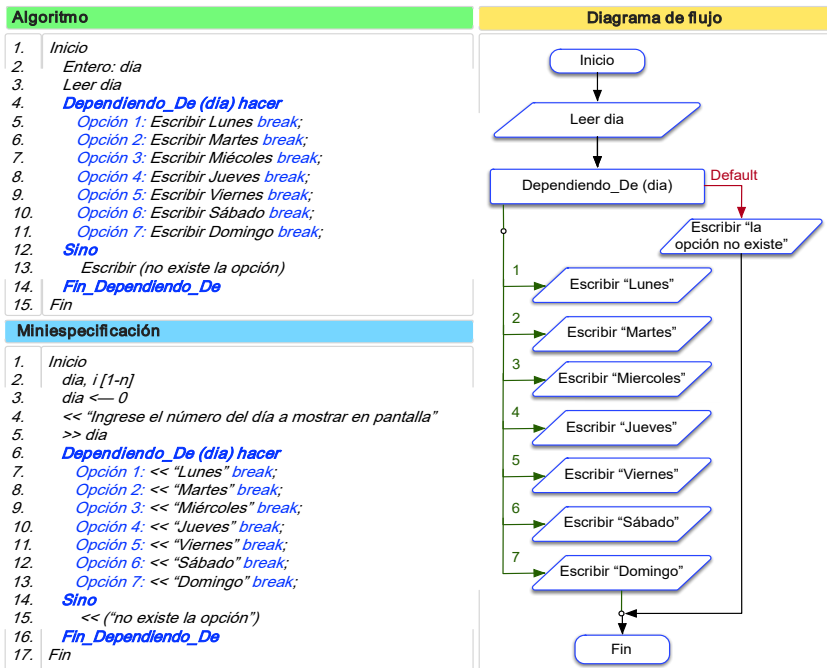 Algoritmo
1. Inicio
2. Entero: dia
3. Leer dia
4. Dependiendo_De (dia) hacer
5. Opción 1: Escribir Lunes break;
6. Opción 2: Escribir Martes break;
7. Opción 3: Escribir Miécoles break;
8. Opción 4: Escribir Jueves break;
9. Opción 5: Escribir Viernes break;
10. Opción 6: Escribir Sábado break;
11. Opción 7: Escribir Domingo break;
12. Sino
13. Escribir (no existe la opción)
14. Fin_Dependiendo_De
15. Fin
Miniespecificación
1. Inicio
2. dia, i [1-n]
3. dia <— 0
4. << “Ingrese el número del día a mostrar en pantalla”
5. >> dia
6. Dependiendo_De (dia) hacer
7. Opción 1: << “Lunes” break;
8. Opción 2: << “Martes” break;
9. Opción 3: << “Miércoles” break;
10. Opción 4: << “Jueves” break;
11. Opción 5: << “Viernes” break;
12. Opción 6: << “Sábado” break;
13. Opción 7: << “Domingo” break;
14. Sino
15. << (“no existe la opción”)
16. Fin_Dependiendo_De
17. Fin
Diagrama de flujo
Inicio
Leer dia
Dependiendo_De (dia)
Default
Escribir “la
opción no existe”
1
Escribir “Lunes”
2
Escribir “Martes”
3
Escribir “Miercoles”
4
Escribir “Jueves”
5
Escribir “Viernes”
6
Escribir “Sábado”
7
Escribir “Domingo”
Fin